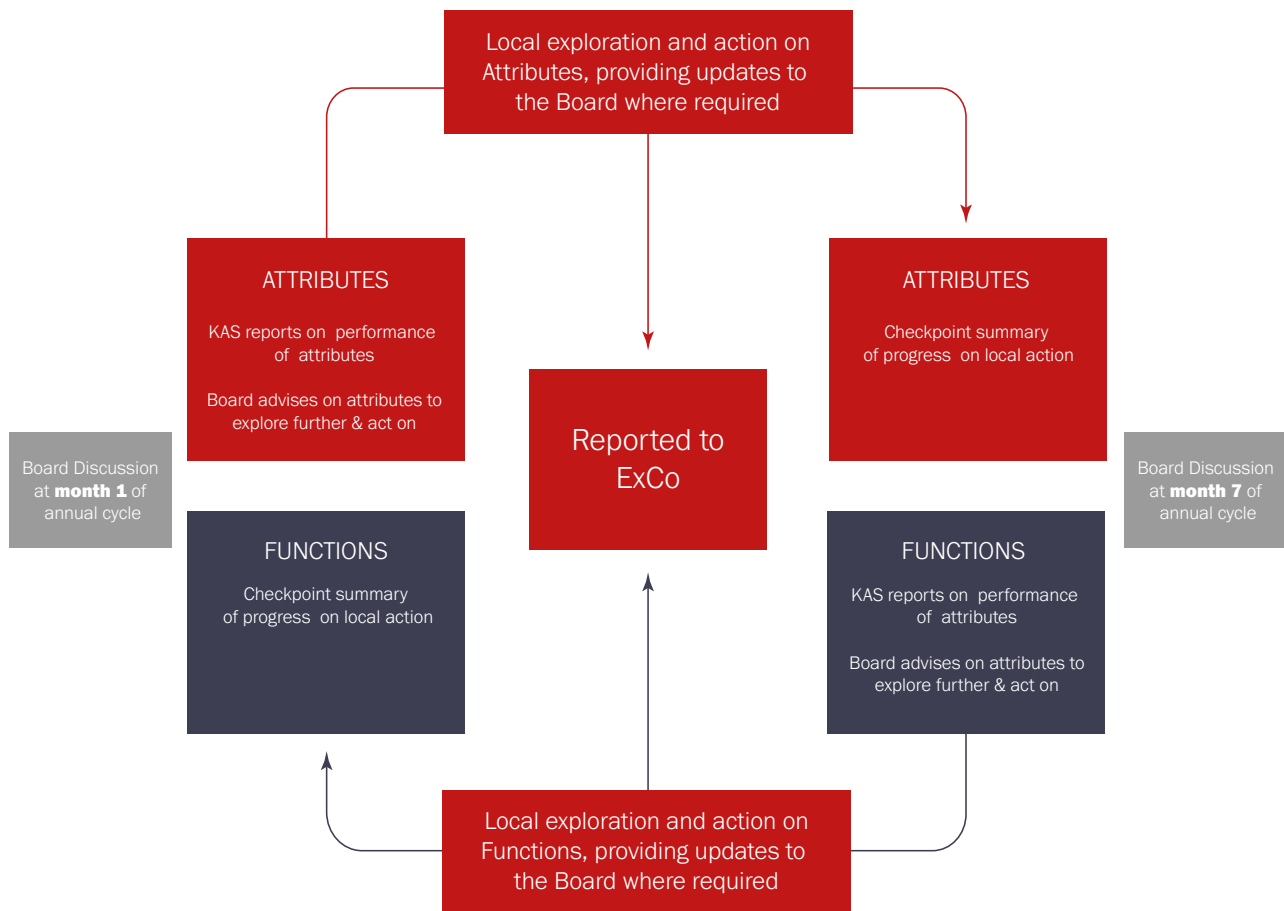 Local exploration and action on
Attributes, providing updates to
the Board where required
ATTRIBUTES
KAS reports on performance
of attributes
Board advises on attributes to
explore further & act on
ATTRIBUTES
Checkpoint summary
of progress on local action
Reported to
ExCo
Board Discussion
at month 1 of
annual cycle
Board Discussion
at month 7 of
annual cycle
FUNCTIONS
Checkpoint summary
of progress on local action
FUNCTIONS
KAS reports on performance
of attributes
Board advises on attributes to
explore further & act on
Local exploration and action on
Functions, providing updates to
the Board where required